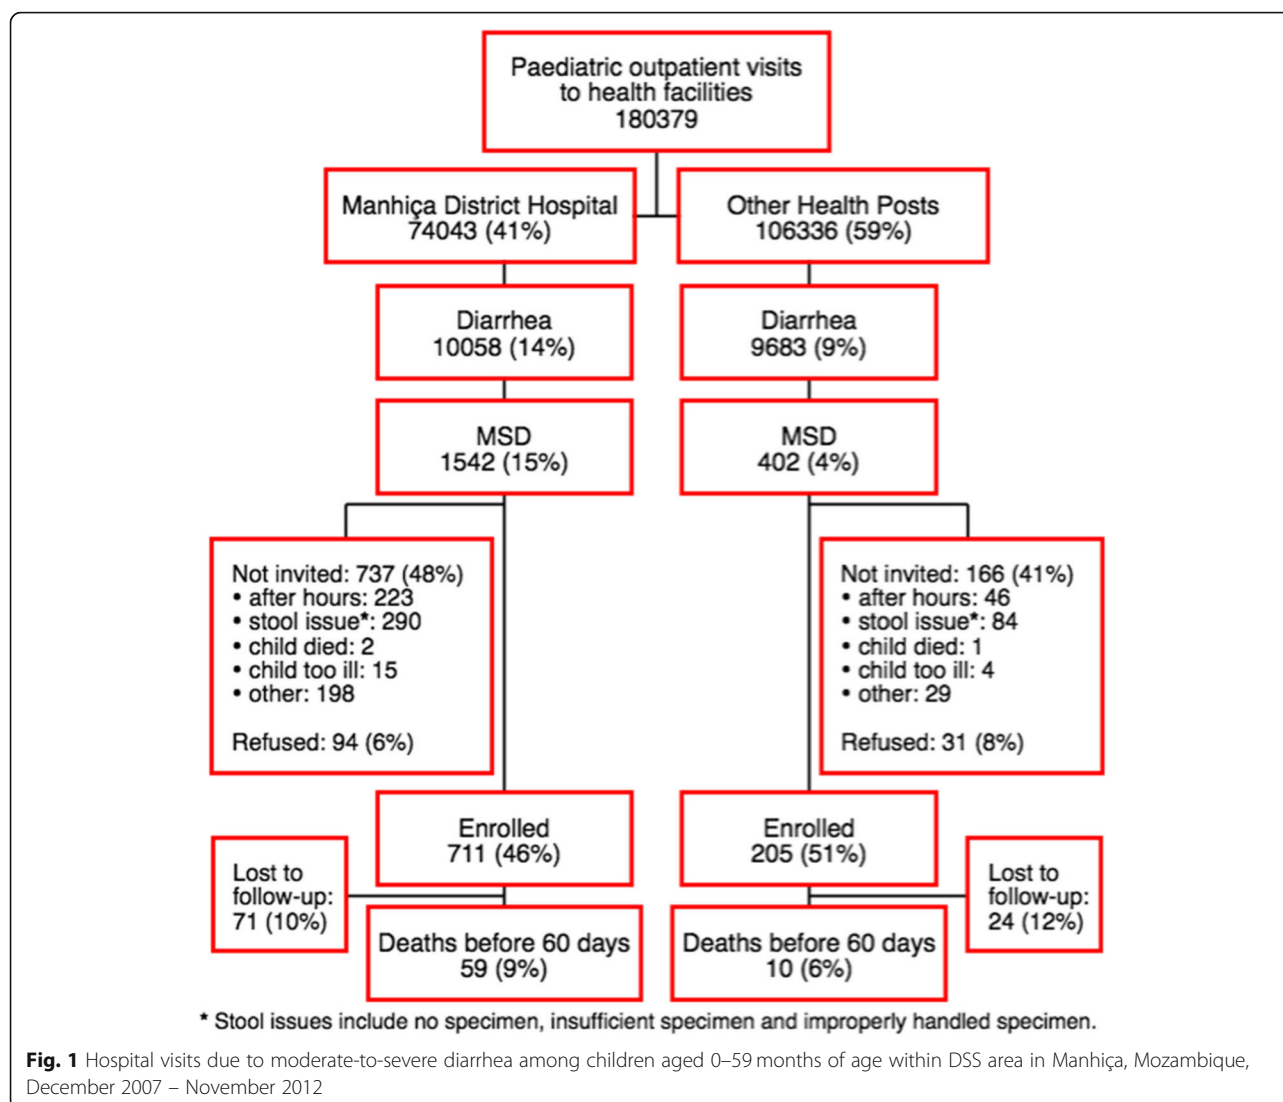 Paediatric outpatient visits
to health facilities
180379
Manhiça District Hospital
74043 (41%)
Other Health Posts
106336 (59%)
Diarrhea
10058 (14%)
Diarrhea
9683 (9%)
MSD
1542 (15%)
MSD
402 (4%)
Not invited: 737 (48%)
• after hours: 223
• stool issue*: 290
• child died: 2
• child too ill: 15
• other: 198
Refused: 94 (6%)
Not invited: 166 (41%)
• after hours: 46
• stool issue*: 84
• child died: 1
• child too ill: 4
• other: 29
Refused: 31 (8%)
Enrolled
711 (46%)
Enrolled
205 (51%)
Lost to
follow-up:
71 (10%)
Lost to
follow-up:
24 (12%)
Deaths before 60 days
59 (9%)
Deaths before 60 days
10 (6%)
* Stool issues include no specimen, insufficient specimen and improperly handled specimen.
Fig. 1 Hospital visits due to moderate-to-severe diarrhea among children aged 0–59 months of age within DSS area in Manhiça, Mozambique,
December 2007 – November 2012